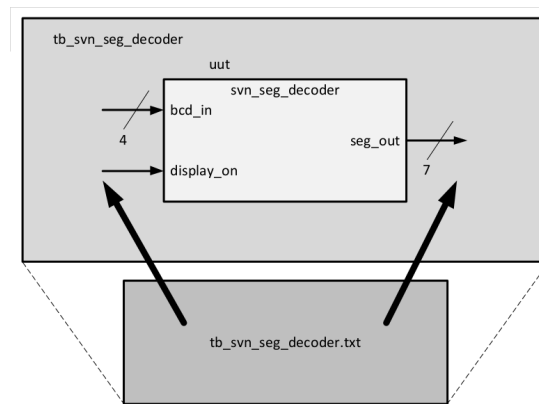 tb_svn_seg_decoder
uut
svn_seg_decoder
bcd_in
4
seg_out
7
display_on
tb_svn_seg_decoder.txt